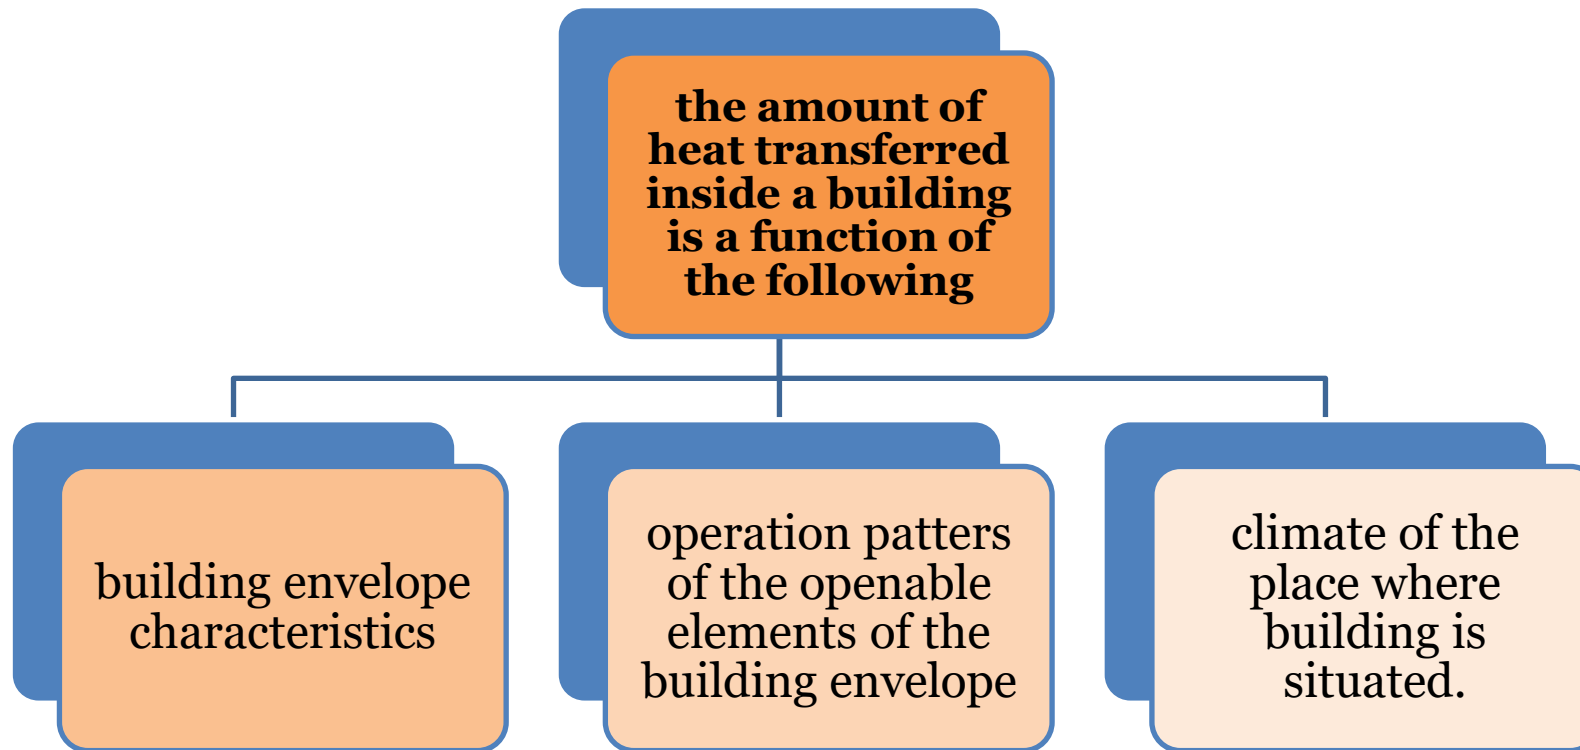 the amount of
heat transferred
inside a building
is a function of
the following
building envelope
characteristics
operation patters
of the openable
elements of the
building envelope
climate of the
place where
building is
situated.